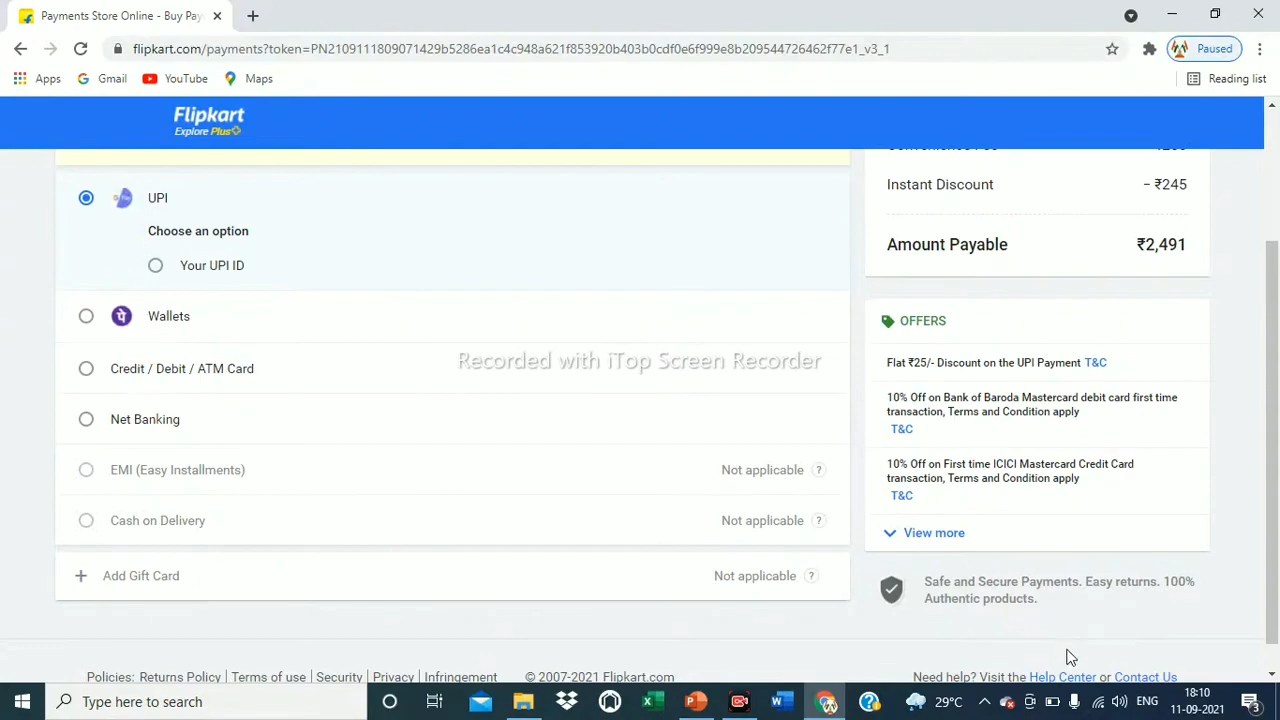 Payments Store Online - Buy Pay
flipkart.com/payments?token=PN2109111809071429b5286ea1c4c948a621f853920b403b0cdf0e6f999e8b209544726462f77e1_v3_1
Paused
Apps
Gmail
YouTube
Maps
Reading list
Flipkart
Explore Plus
Instant Discount
− ₹245
Amount Payable
₹2,491
UPI
Choose an option
Your UPI ID
Wallets
Credit / Debit / ATM Card
Net Banking
EMI (Easy Installments)
Not applicable ?
Cash on Delivery
Not applicable ?
+ Add Gift Card
Not applicable ?
Recorded with iTop Screen Recorder
OFFERS
Flat ₹25/- Discount on the UPI Payment T&C
10% Off on Bank of Baroda Mastercard debit card first time
transaction, Terms and Condition apply
T&C
10% Off on First time ICICI Mastercard Credit Card
transaction, Terms and Condition apply
T&C
View more
Safe and Secure Payments. Easy returns. 100%
Authentic products.
Policies: Returns Policy | Terms of use | Security | Privacy | Infringement
© 2007-2021 Flipkart.com
Need help? Visit the Help Center or Contact Us
Type here to search
29°C
ENG
18:10
11-09-2021
3